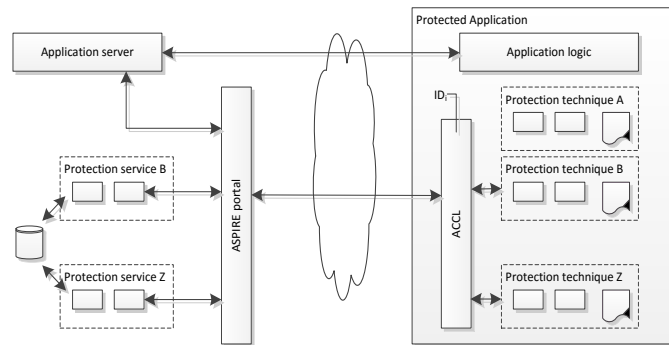 Protected Application
Application server
Application logic
IDi
Protection technique A
Protection service B
Protection technique B
ASPIRE portal
ACCL
Protection service Z
Protection technique Z